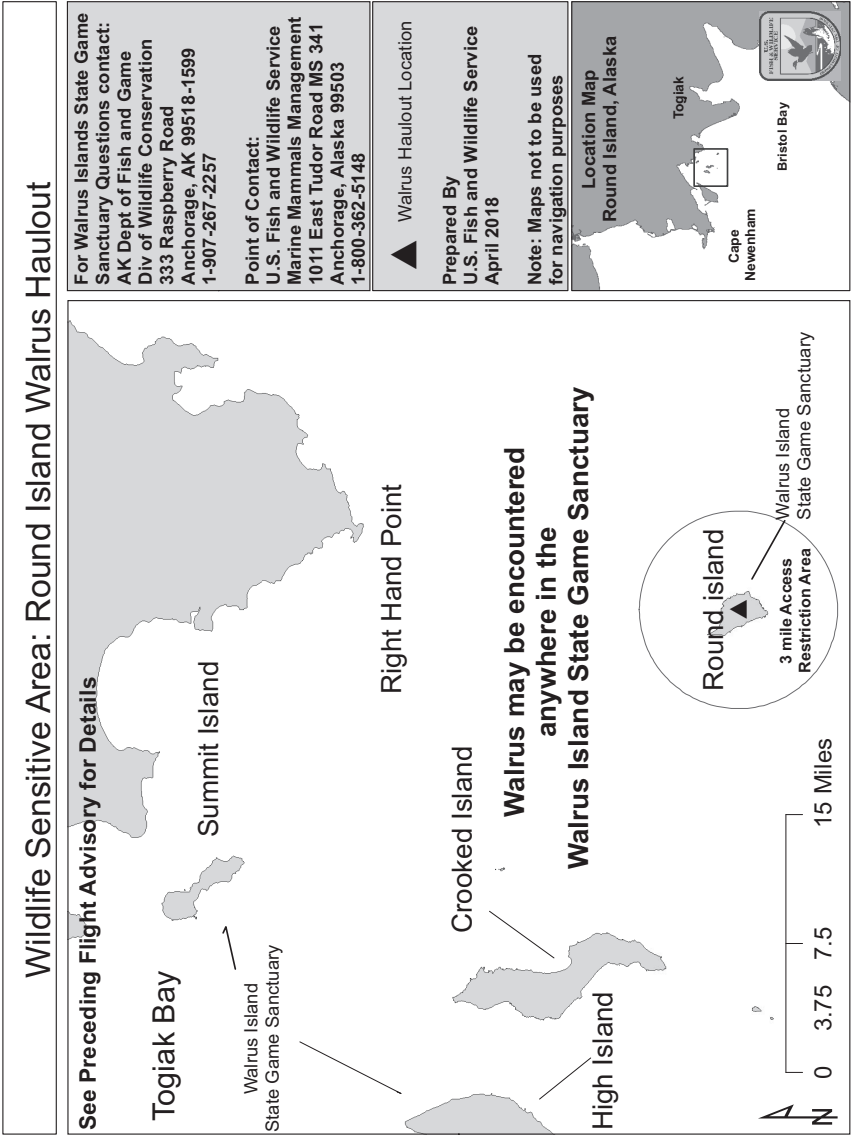 Wildlife Sensitive Area: Round Island Walrus Haulout
See Preceding Flight Advisory for Details
Togiak Bay
Summit Island
Walrus Island
State Game Sanctuary
Right Hand Point
Crooked Island
High Island
Walrus may be encountered
anywhere in the
Walrus Island State Game Sanctuary
Round island
3 mile Access
Restriction Area
Walrus Island
State Game Sanctuary
N
0 3.75 7.5 15 Miles
For Walrus Islands State Game
Sanctuary Questions contact:
AK Dept of Fish and Game
Div of Wildlife Conservation
333 Raspberry Road
Anchorage, AK 99518-1599
1-907-267-2257
Point of Contact:
U.S. Fish and Wildlife Service
Marine Mammals Management
1011 East Tudor Road MS 341
Anchorage, Alaska 99503
1-800-362-5148
Walrus Haulout Location
Prepared By
U.S. Fish and Wildlife Service
April 2018
Note: Maps not to be used
for navigation purposes
Location Map
Round Island, Alaska
Togiak
Cape
Newenham
Bristol Bay
U.S.
FISH & WILDLIFE
SERVICE